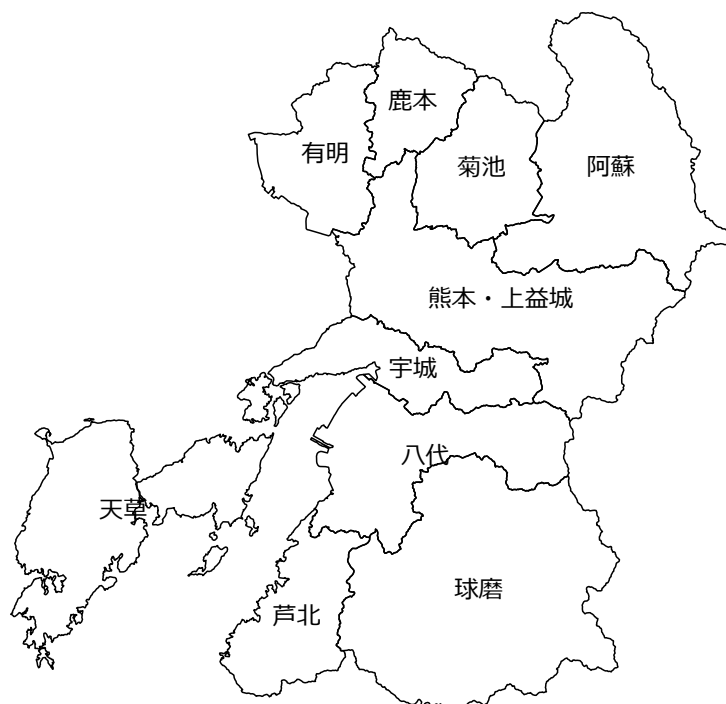 鹿本
有明
菊池
阿蘇
熊本・上益城
宇城
八代
天草
球磨
芦北